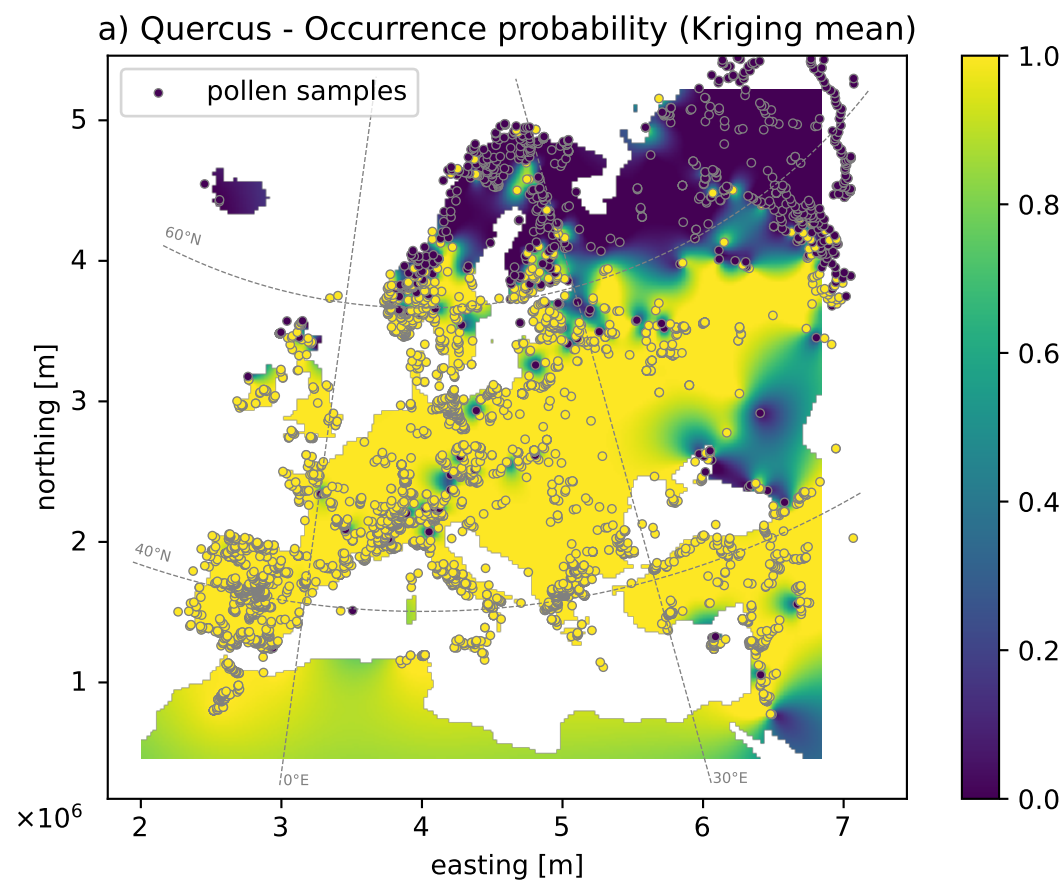 a) Quercus - Occurrence probability (Kriging mean)
pollen samples
1.0
0.8
0.6
0.4
0.2
0.0
northing [m]
5
4
3
2
1
60°N
40°N
0°E
30°E
×10⁶
2 3 4 5 6 7
easting [m]